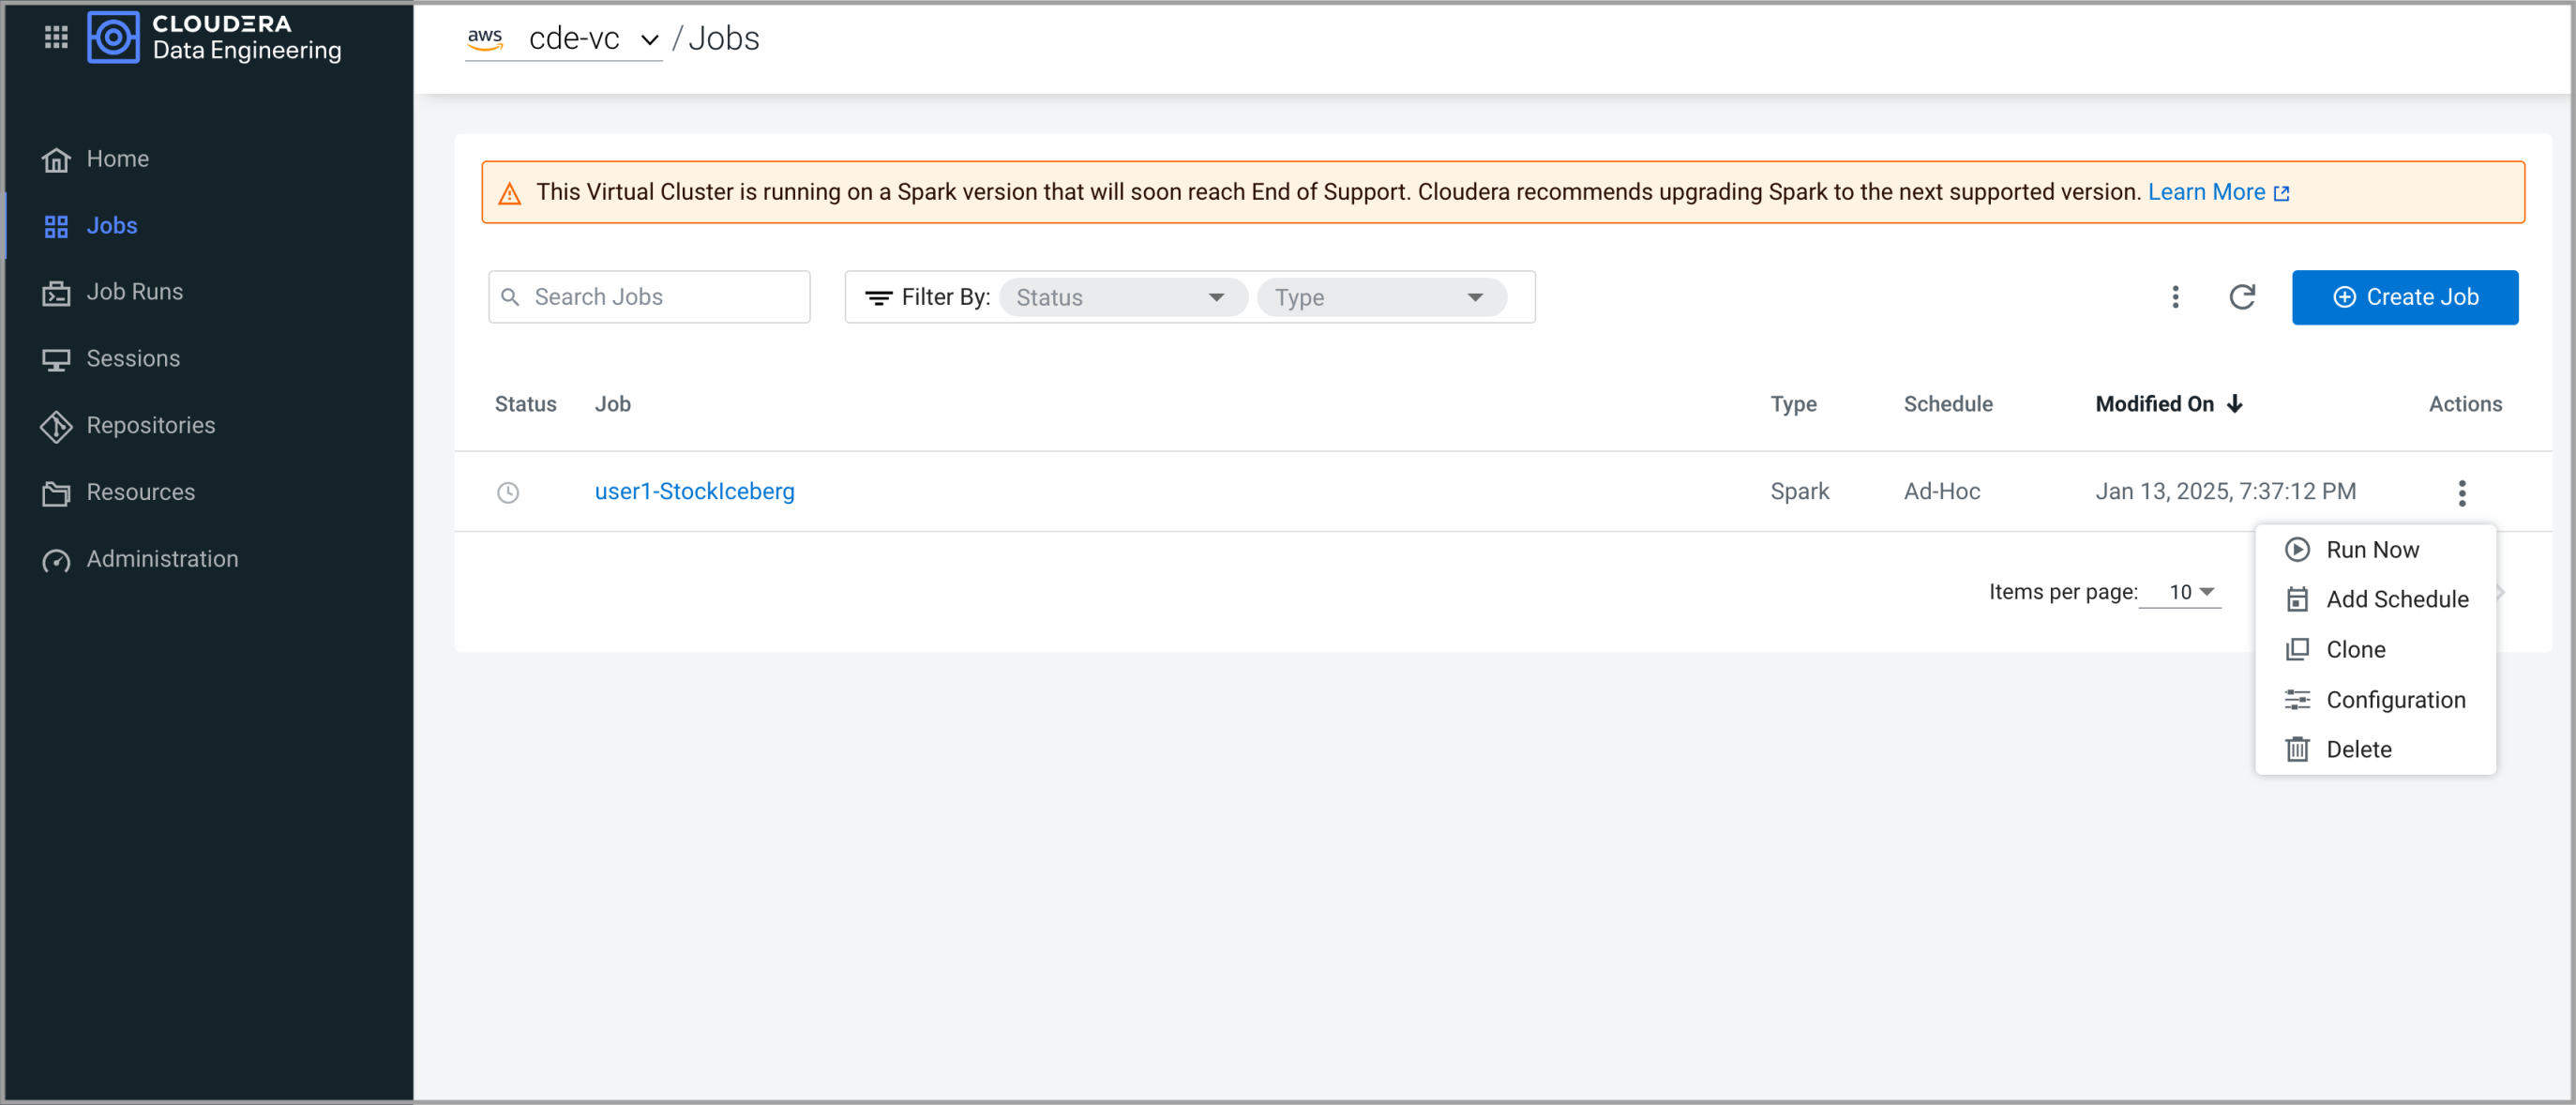 CLOUDERA
Data Engineering
Home
Jobs
Job Runs
Sessions
Repositories
Resources
Administration
aws cde-vc / Jobs
This Virtual Cluster is running on a Spark version that will soon reach End of Support. Cloudera recommends upgrading Spark to the next supported version. Learn More
Search Jobs Filter By: Status Type Create Job
Status Job Type Schedule Modified On Actions
user1-StockIceberg Spark Ad-Hoc Jan 13, 2025, 7:37:12 PM
Items per page: 10
Run Now
Add Schedule
Clone
Configuration
Delete